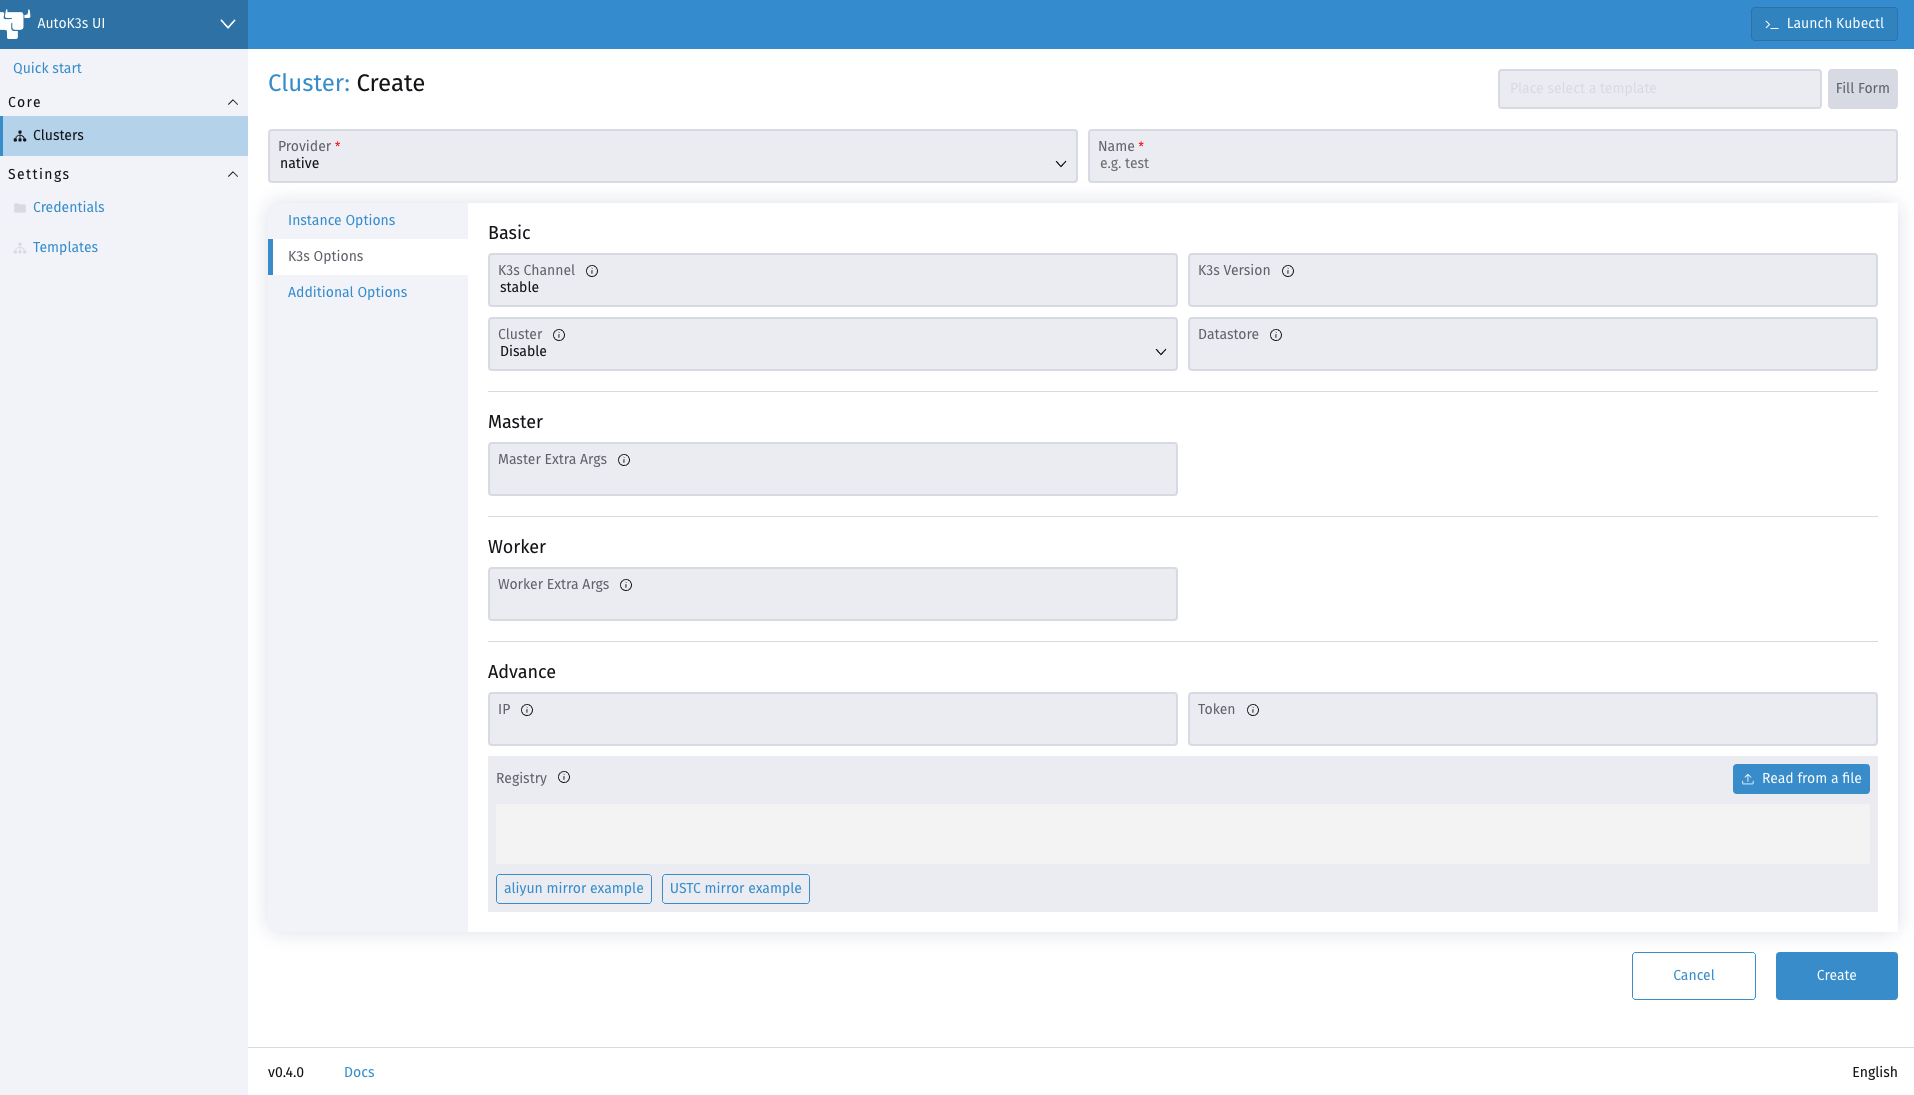 AutoK3s UI
Launch Kubectl
Quick start
Core
Clusters
Settings
Credentials
Templates
Cluster: Create
Place select a template
Fill Form
Provider *
native
Name *
e.g. test
Instance Options
K3s Options
Additional Options
Basic
K3s Channel
stable
K3s Version
Cluster
Disable
Datastore
Master
Master Extra Args
Worker
Worker Extra Args
Advance
IP
Token
Registry
Read from a file
aliyun mirror example
USTC mirror example
Cancel
Create
v0.4.0
Docs
English